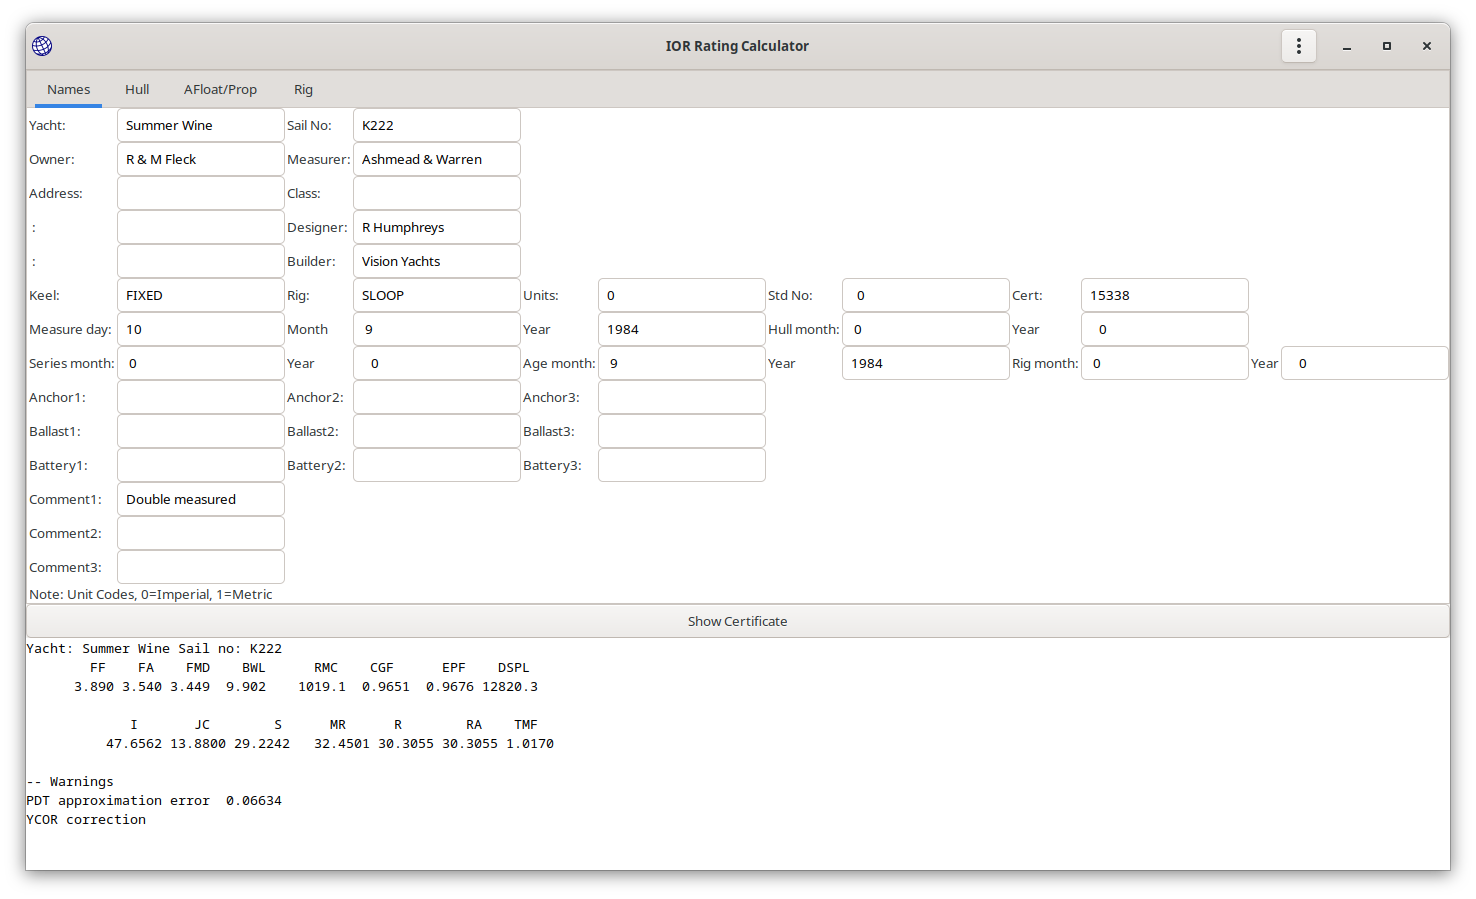 IOR Rating Calculator
Names Hull AFloat/Prop Rig
Yacht: Summer Wine Sail No: K222
Owner: R & M Fleck Measurer: Ashmead & Warren
Address: Class:
: Designer: R Humphreys
: Builder: Vision Yachts
Keel: FIXED Rig: SLOOP Units: 0 Std No: 0 Cert: 15338
Measure day: 10 Month 9 Year 1984 Hull month: 0 Year 0
Series month: 0 Year 0 Age month: 9 Year 1984 Rig month: 0 Year 0
Anchor1: Anchor2: Anchor3:
Ballast1: Ballast2: Ballast3:
Battery1: Battery2: Battery3:
Comment1: Double measured
Comment2:
Comment3:
Note: Unit Codes, 0=Imperial, 1=Metric
Show Certificate
Yacht: Summer Wine Sail no: K222
FF FA FMD BWL RMC CGF EPF DSPL
3.890 3.540 3.449 9.902 1019.1 0.9651 0.9676 12820.3
I JC S MR R RA TMF
47.6562 13.8800 29.2242 32.4501 30.3055 30.3055 1.0170
-- Warnings
PDT approximation error 0.06634
YCOR correction